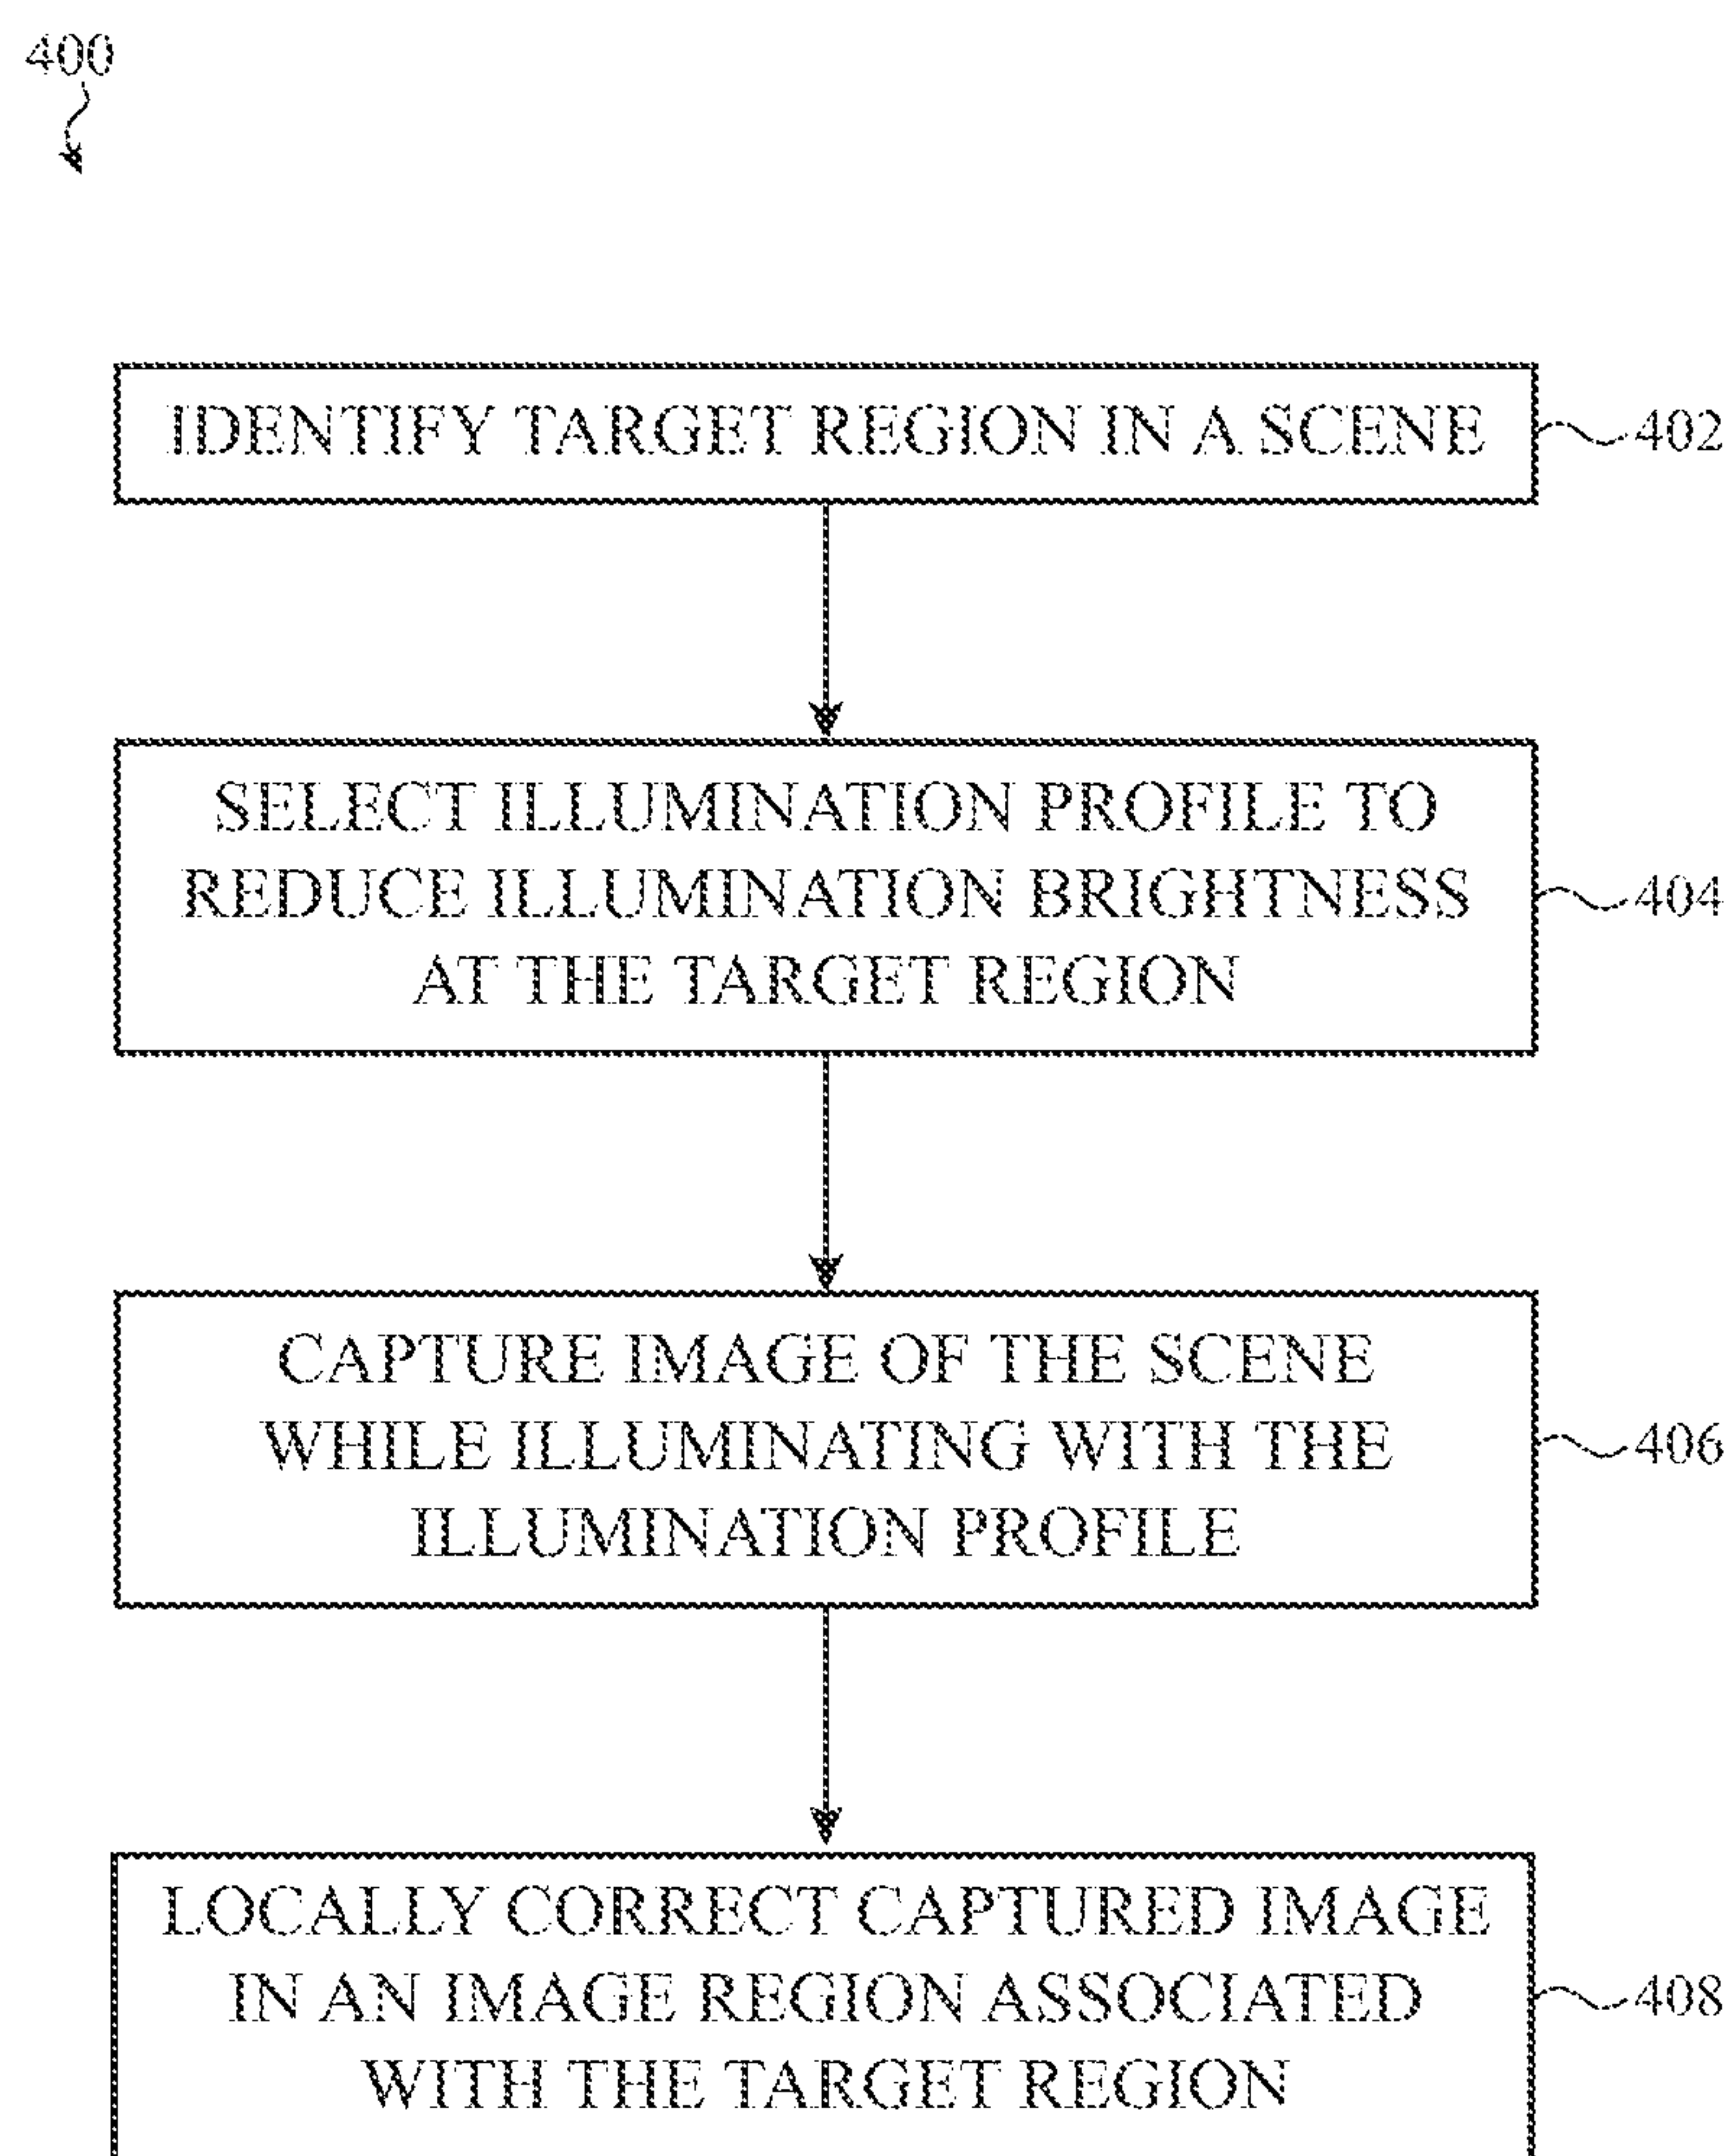 400
IDENTIFY TARGET REGION IN A SCENE
402
SELECT ILLUMINATION PROFILE TO
REDUCE ILLUMINATION BRIGHTNESS
AT THE TARGET REGION
404
CAPTURE IMAGE OF THE SCENE
WHILE ILLUMINATING WITH THE
ILLUMINATION PROFILE
406
LOCALLY CORRECT CAPTURED IMAGE
IN AN IMAGE REGION ASSOCIATED
WITH THE TARGET REGION
408